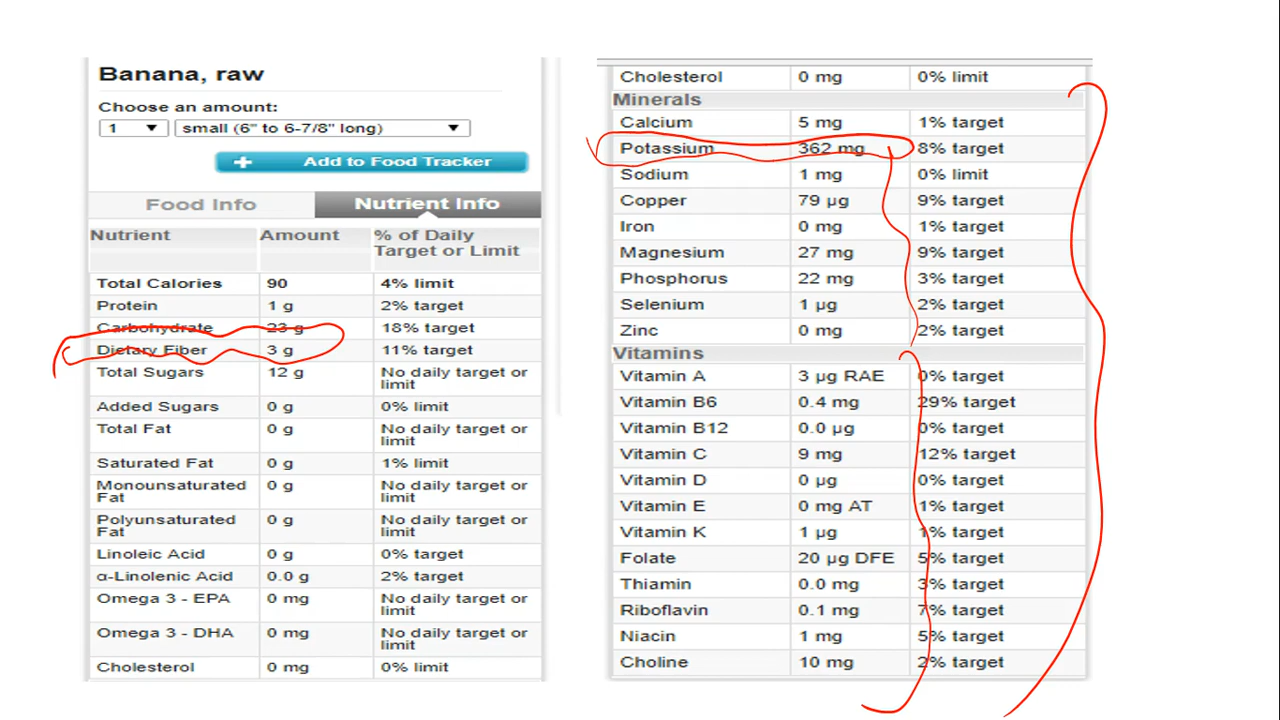 Banana, raw
Choose an amount:
1 small (6" to 6-7/8" long)
+ Add to Food Tracker
Food Info Nutrient Info
Nutrient Amount % of Daily
Target or Limit
Total Calories 90 4% limit
Protein 1 g 2% target
Carbohydrate 23 g 18% target
Dietary Fiber 3 g 11% target
Total Sugars 12 g No daily target or
limit
Added Sugars 0 g 0% limit
Total Fat 0 g No daily target or
limit
Saturated Fat 0 g 1% limit
Monounsaturated 0 g No daily target or
Fat limit
Polyunsaturated 0 g No daily target or
Fat limit
Linoleic Acid 0 g 0% target
α-Linolenic Acid 0.0 g 2% target
Omega 3 - EPA 0 mg No daily target or
limit
Omega 3 - DHA 0 mg No daily target or
limit
Cholesterol 0 mg 0% limit
Cholesterol 0 mg 0% limit
Minerals
Calcium 5 mg 1% target
Potassium 362 mg 8% target
Sodium 1 mg 0% limit
Copper 79 µg 9% target
Iron 0 mg 1% target
Magnesium 27 mg 9% target
Phosphorus 22 mg 3% target
Selenium 1 µg 2% target
Zinc 0 mg 2% target
Vitamins
Vitamin A 3 µg RAE 0% target
Vitamin B6 0.4 mg 29% target
Vitamin B12 0.0 µg 0% target
Vitamin C 9 mg 12% target
Vitamin D 0 µg 0% target
Vitamin E 0 mg AT 1% target
Vitamin K 1 µg 1% target
Folate 20 µg DFE 5% target
Thiamin 0.0 mg 3% target
Riboflavin 0.1 mg 7% target
Niacin 1 mg 5% target
Choline 10 mg 2% target